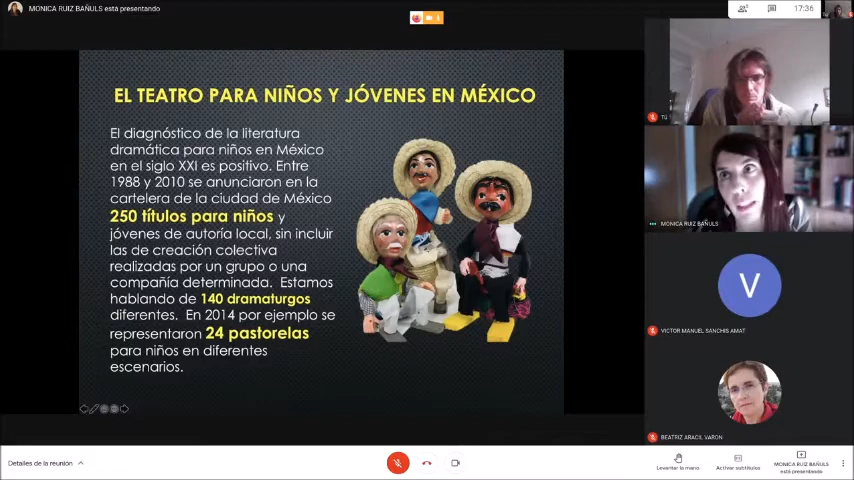 MONICA RUIZ BAÑULS está presentando
17:36
EL TEATRO PARA NIÑOS Y JÓVENES EN MÉXICO
El diagnóstico de la literatura
dramática para niños en México
en el siglo XXI es positivo. Entre
1988 y 2010 se anunciaron en la
cartelera de la ciudad de México
250 títulos para niños y
jóvenes de autoría local, sin incluir
las de creación colectiva
realizadas por un grupo o una
compañía determinada. Estamos
hablando de 140 dramaturgos
diferentes. En 2014 por ejemplo se
representaron 24 pastorelas
para niños en diferentes
escenarios.
Tú
MONICA RUIZ BAÑULS
V
VICTOR MANUEL SANCHIS AMAT
BEATRIZ ARACIL VARON
Detalles de la reunión
Levantar la mano
Activar subtítulos
MONICA RUIZ BAÑULS
está presentando